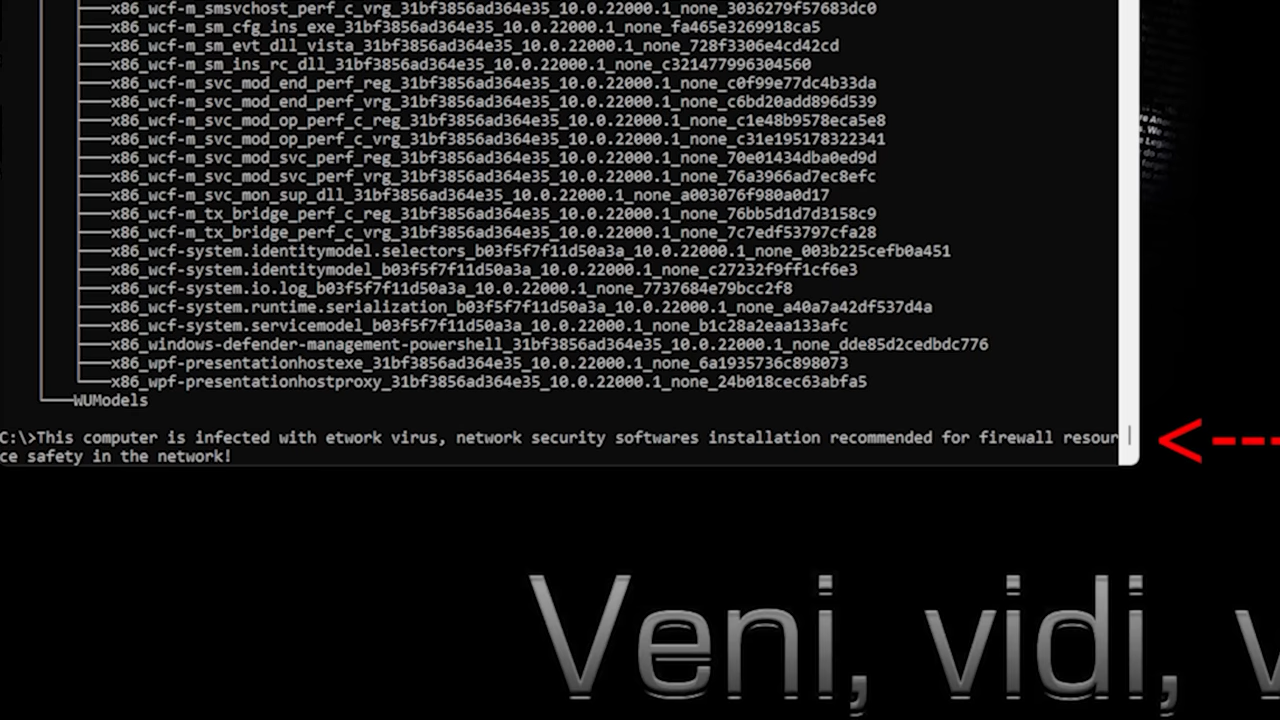 x86_wcf-m_smsvchost_perf_c_vrg_31bf3856ad364e35_10.0.22000.1_none_3036279f57683dc0
x86_wcf-m_sm_cfg_ins_exe_31bf3856ad364e35_10.0.22000.1_none_fa465e3269918ca5
x86_wcf-m_sm_evt_dll_vista_31bf3856ad364e35_10.0.22000.1_none_728f3306e4cd42cd
x86_wcf-m_sm_ins_rc_dll_31bf3856ad364e35_10.0.22000.1_none_c321477996304560
x86_wcf-m_svc_mod_end_perf_reg_31bf3856ad364e35_10.0.22000.1_none_c0f99e77dc4b33da
x86_wcf-m_svc_mod_end_perf_vrg_31bf3856ad364e35_10.0.22000.1_none_c6bd20add896d539
x86_wcf-m_svc_mod_op_perf_c_reg_31bf3856ad364e35_10.0.22000.1_none_c1e48b9578eca5e8
x86_wcf-m_svc_mod_op_perf_c_vrg_31bf3856ad364e35_10.0.22000.1_none_c31e195178322341
x86_wcf-m_svc_mod_svc_perf_reg_31bf3856ad364e35_10.0.22000.1_none_70e01434dba0ed9d
x86_wcf-m_svc_mod_svc_perf_vrg_31bf3856ad364e35_10.0.22000.1_none_76a3966ad7ec8efc
x86_wcf-m_svc_mon_sup_dll_31bf3856ad364e35_10.0.22000.1_none_a003076f980a0d17
x86_wcf-m_tx_bridge_perf_c_reg_31bf3856ad364e35_10.0.22000.1_none_76bb5d1d7d3158c9
x86_wcf-m_tx_bridge_perf_c_vrg_31bf3856ad364e35_10.0.22000.1_none_7c7edf53797cfa28
x86_wcf-system.identitymodel.selectors_b03f5f7f11d50a3a_10.0.22000.1_none_003b225cefb0a451
x86_wcf-system.identitymodel_b03f5f7f11d50a3a_10.0.22000.1_none_c27232f9ff1cf6e3
x86_wcf-system.io.log_b03f5f7f11d50a3a_10.0.22000.1_none_7737684e79bcc2f8
x86_wcf-system.runtime.serialization_b03f5f7f11d50a3a_10.0.22000.1_none_a40a7a42df537d4a
x86_wcf-system.servicemodel_b03f5f7f11d50a3a_10.0.22000.1_none_b1c28a2eaa133afc
x86_windows-defender-management-powershell_31bf3856ad364e35_10.0.22000.1_none_dde85d2cedbdc776
x86_wpf-presentationhostexe_31bf3856ad364e35_10.0.22000.1_none_6a1935736c898073
x86_wpf-presentationhostproxy_31bf3856ad364e35_10.0.22000.1_none_24b018cec63abfa5
WUModels
C:\>This computer is infected with etwork virus, network security softwares installation recommended for firewall resour
ce safety in the network!
Veni, vidi, v